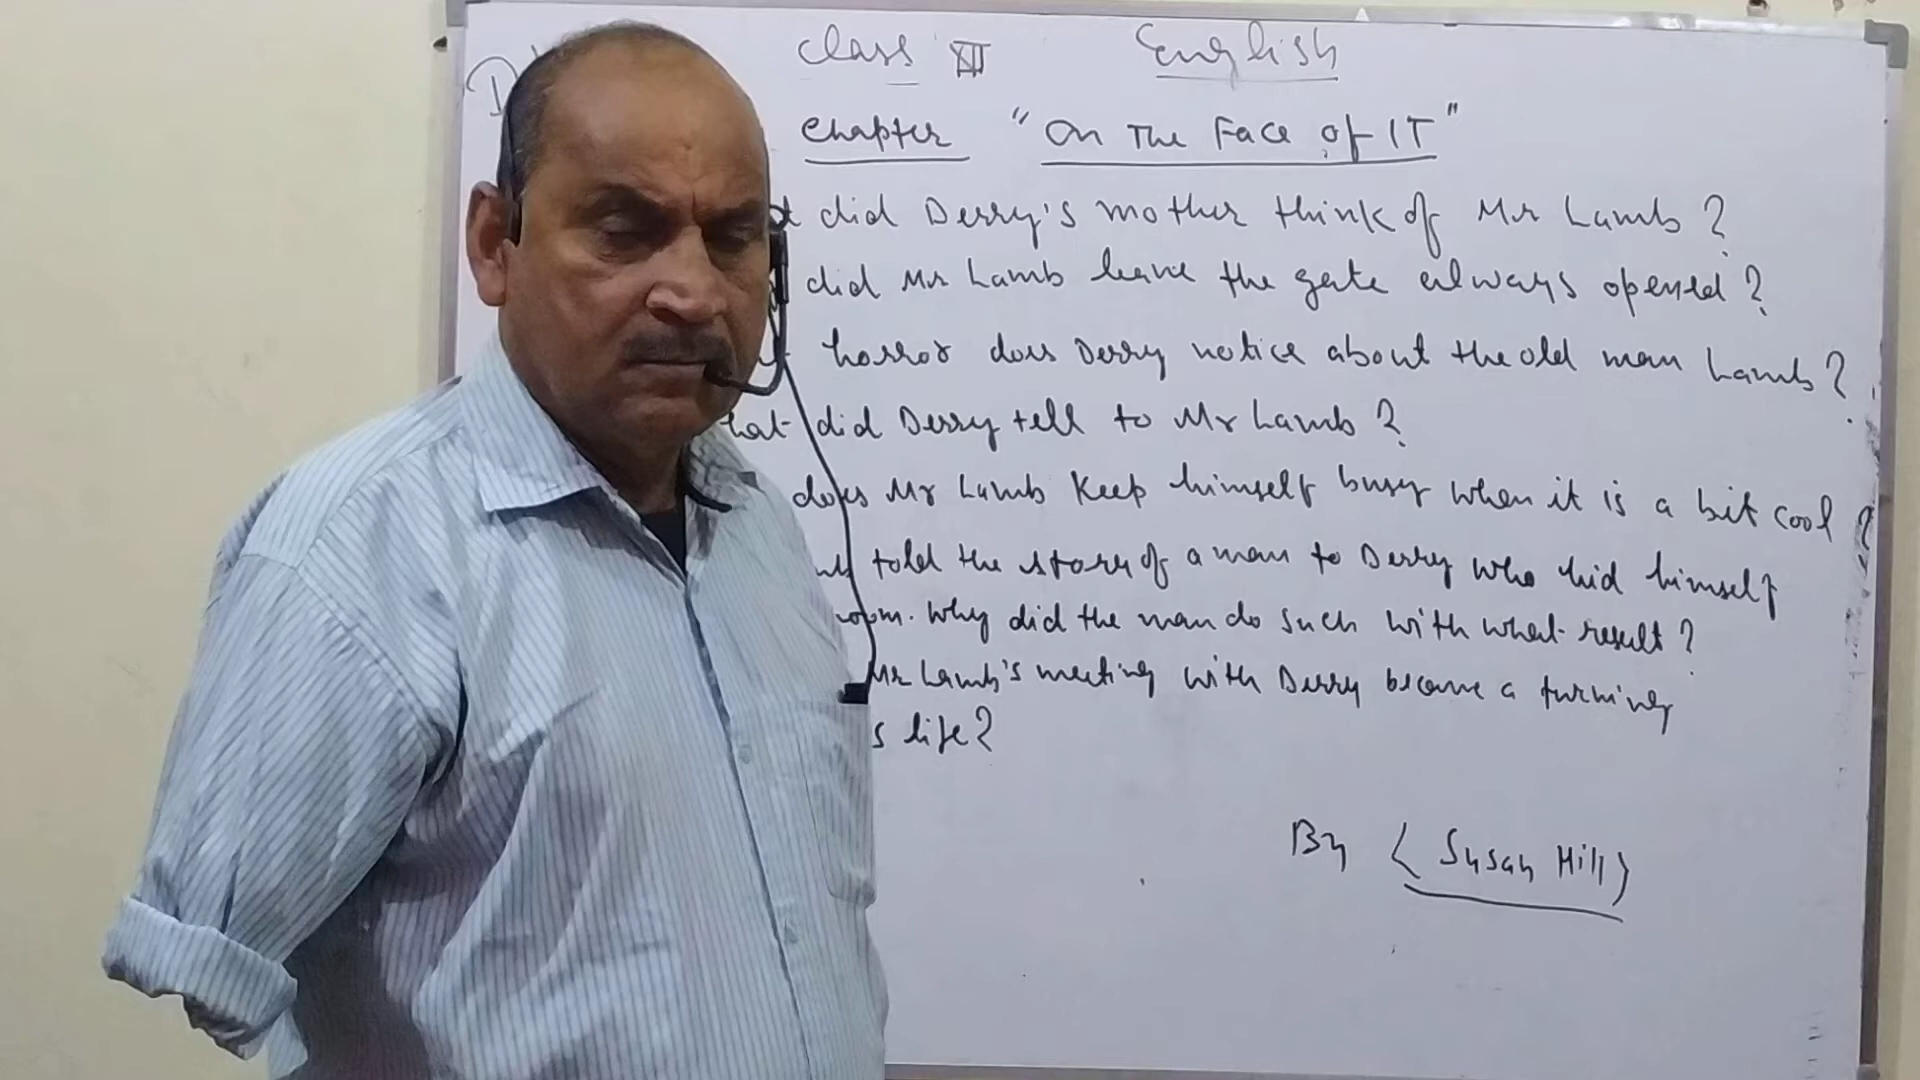 Class XII English
Chapter "On The Face of IT"
did Derry's mother think of Mr Lamb?
did Mr Lamb leave the gate always opened?
horror does Derry notice about the old man Lamb?
did Derry tell to Mr Lamb?
does Mr Lamb Keep himself busy when it is a bit cool?
told the story of a man to Derry who hid himself
room. Why did the man do such with what result?
Mr Lamb's meeting with Derry became a turning
s life?
By (Susan Hill)